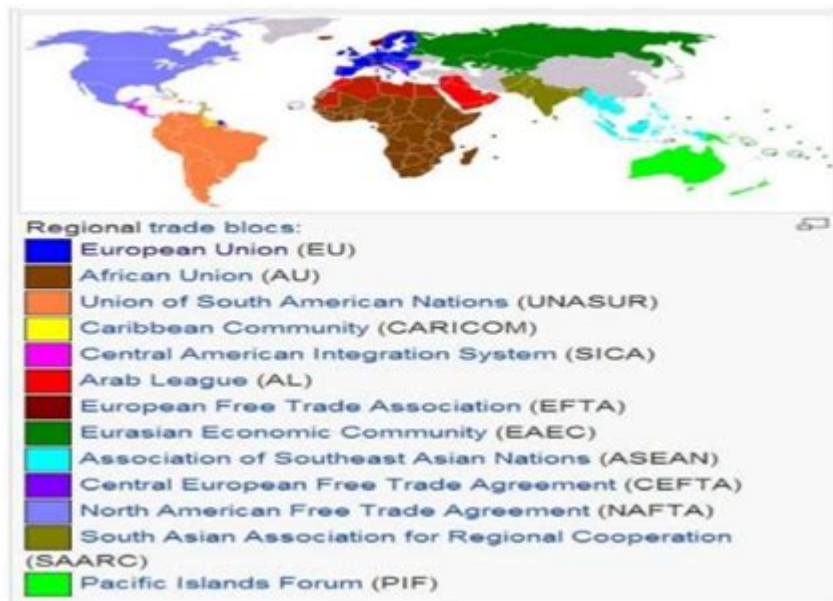 Regional trade blocs:
European Union (EU)
African Union (AU)
Union of South American Nations (UNASUR)
Caribbean Community (CARICOM)
Central American Integration System (SICA)
Arab League (AL)
European Free Trade Association (EFTA)
Eurasian Economic Community (EAEC)
Association of Southeast Asian Nations (ASEAN)
Central European Free Trade Agreement (CEFTA)
North American Free Trade Agreement (NAFTA)
South Asian Association for Regional Cooperation
(SAARC)
Pacific Islands Forum (PIF)